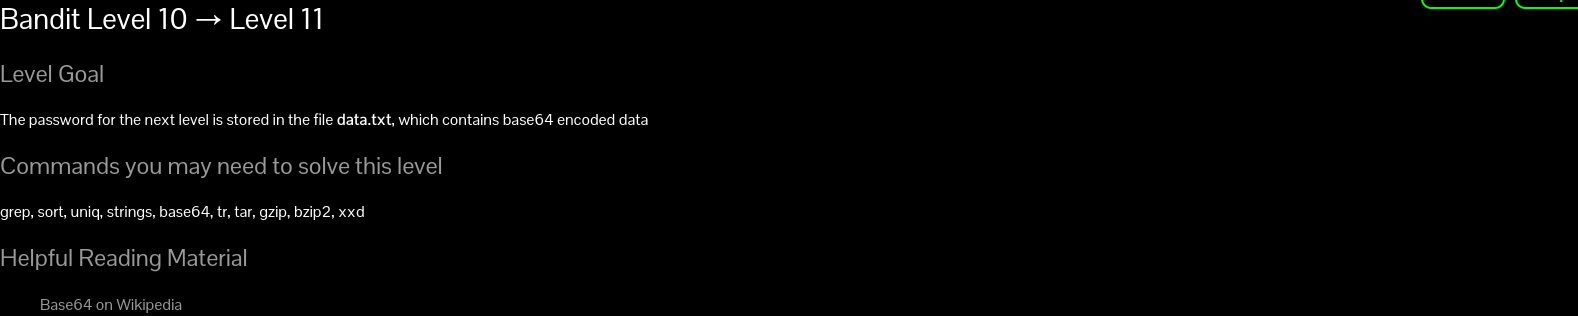 Bandit Level 10 → Level 11
Level Goal
The password for the next level is stored in the file data.txt, which contains base64 encoded data
Commands you may need to solve this level
grep, sort, uniq, strings, base64, tr, tar, gzip, bzip2, xxd
Helpful Reading Material
Base64 on Wikipedia